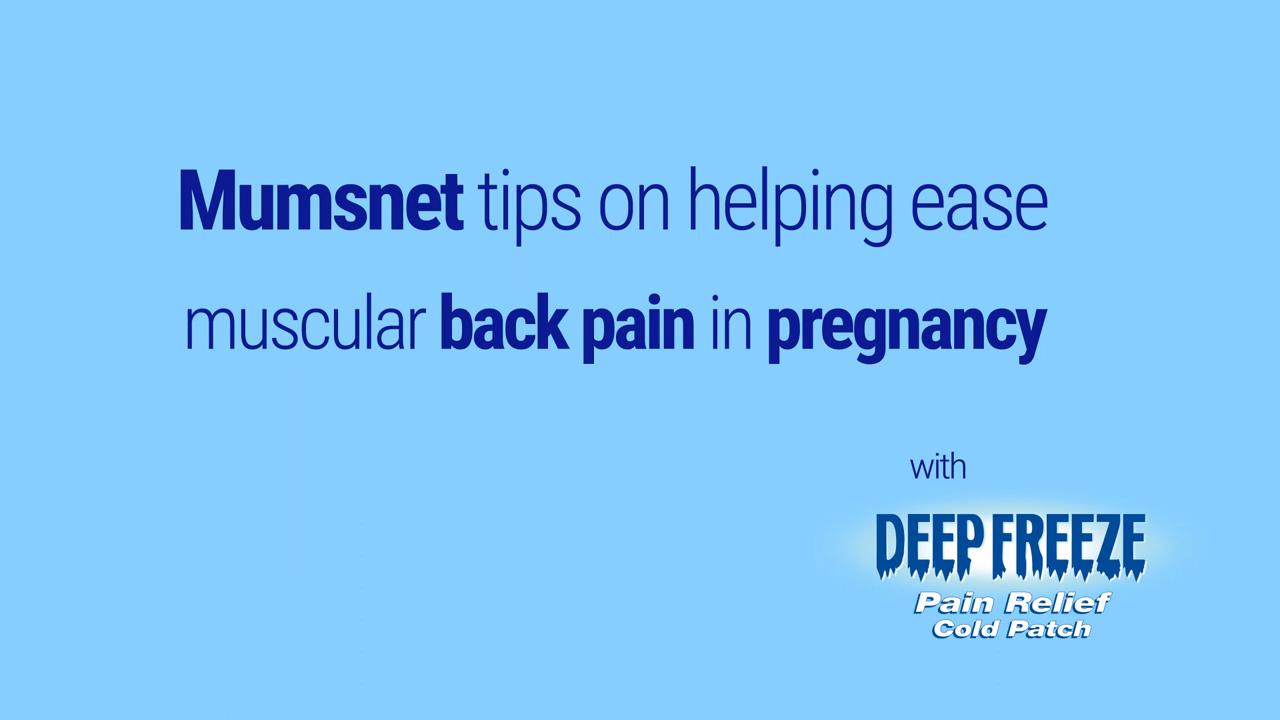 Mumsnet tips on helping ease
muscular back pain in pregnancy
with
DEEP FREEZE
Pain Relief
Cold Patch